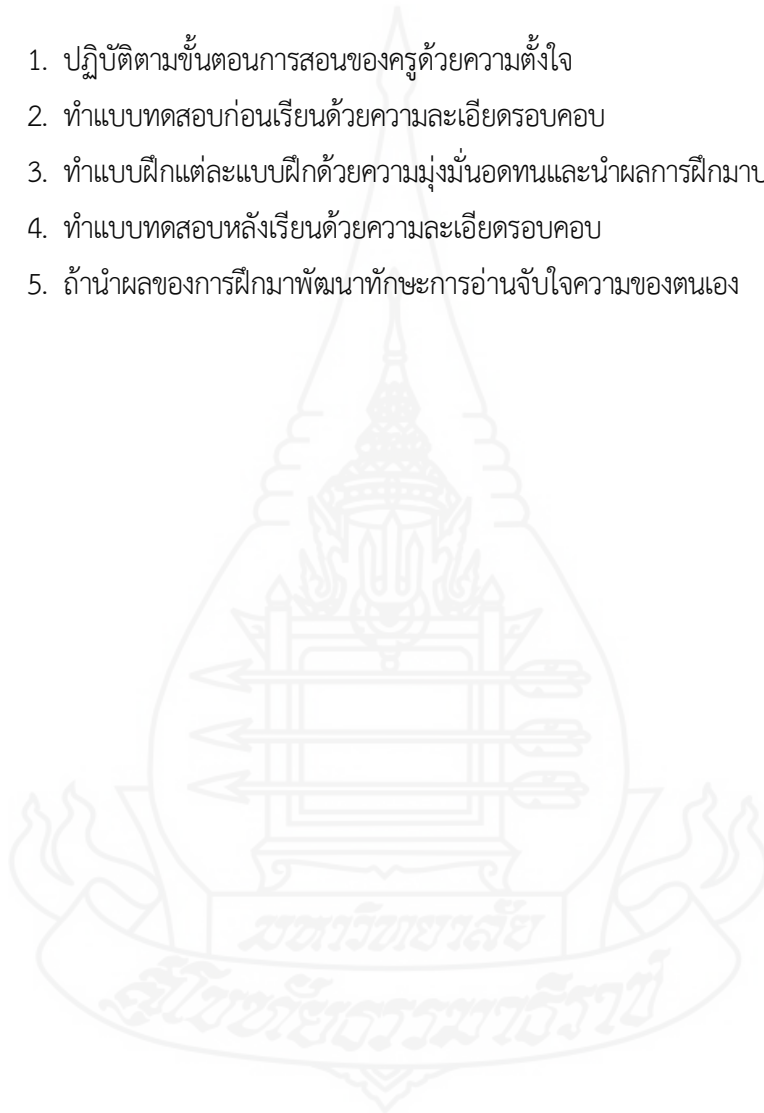 1. ปฏิบัติตามขั้นตอนการสอนของครูด้วยความตั้งใจ
2. ทำแบบทดสอบก่อนเรียนด้วยความละเอียดรอบคอบ
3. ทำแบบฝึกแต่ละแบบฝึกด้วยความมุ่งมั่นอดทนและนำผลการฝึกมาป
4. ทำแบบทดสอบหลังเรียนด้วยความละเอียดรอบคอบ
5. ถ้านำผลของการฝึกมาพัฒนาทักษะการอ่านจับใจความของตนเอง
มหาวิทยาลัย
สุโขทัยธรรมาธิราช